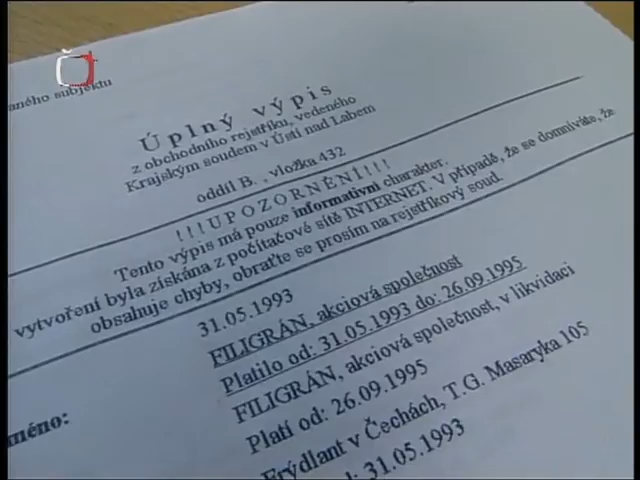 aného subjektu
Úplný výpis
z obchodního rejstříku, vedeného
Krajským soudem v Ústí nad Labem
oddíl B. , vložka 432
!!!UPOZORNĚNÍ!!!!
Tento výpis má pouze informativní charakter.
vytvoření byla získána z počítačové sítě INTERNET. V případě, že se domníváte, že
obsahuje chyby, obraťte se prosím na rejstříkový soud.
31.05.1993
FILIGRÁN, akciová společnost
Platilo od: 31.05.1993 do: 26.09.1995
FILIGRÁN, akciová společnost, v likvidaci
Platí od: 26.09.1995
méno:
Frýdlant v Čechách, T.G. Masaryka 105
: 31.05.1993